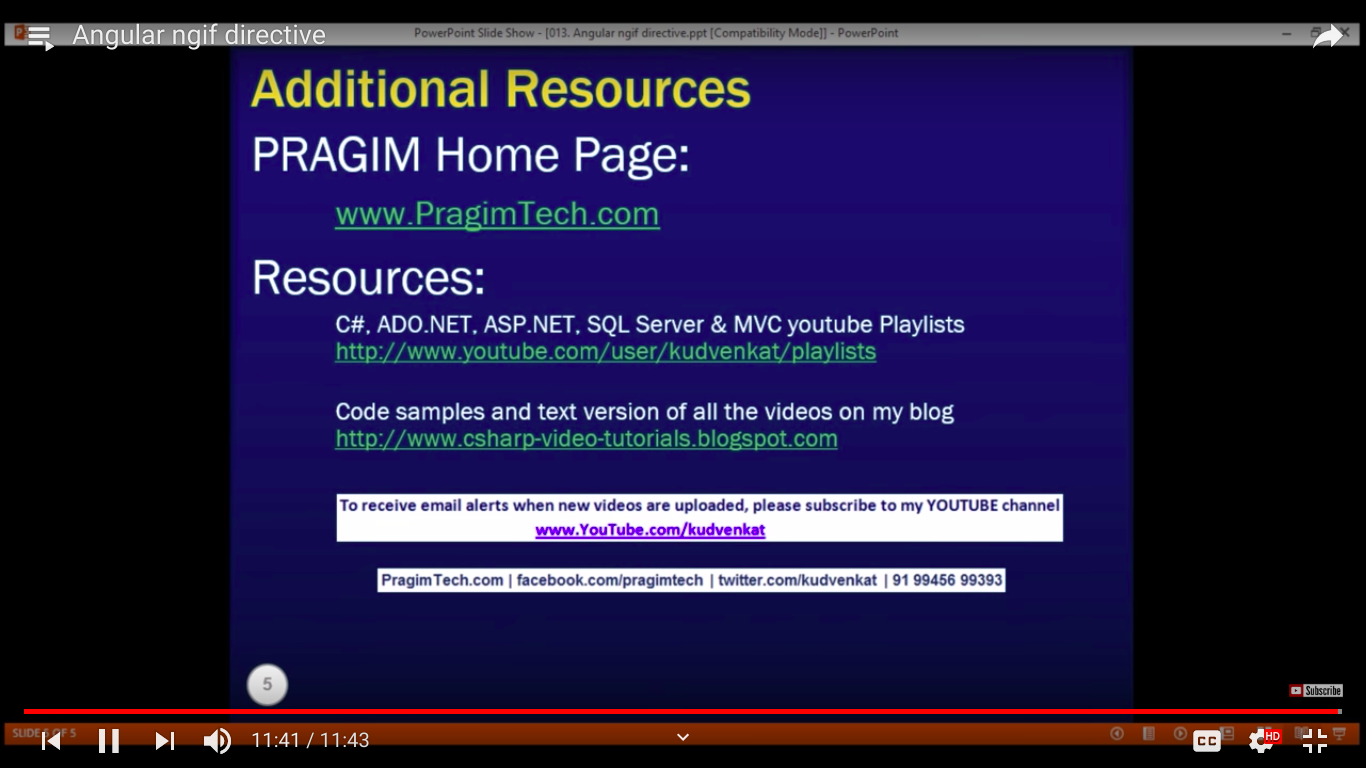 Angular ngif directive
PowerPoint Slide Show - [013. Angular ngif directive.ppt [Compatibility Mode]] - PowerPoint
Additional Resources
PRAGIM Home Page:
www.PragimTech.com
Resources:
C#, ADO.NET, ASP.NET, SQL Server & MVC youtube Playlists
http://www.youtube.com/user/kudvenkat/playlists
Code samples and text version of all the videos on my blog
http://www.csharp-video-tutorials.blogspot.com
To receive email alerts when new videos are uploaded, please subscribe to my YOUTUBE channel
www.YouTube.com/kudvenkat
PragimTech.com | facebook.com/pragimtech | twitter.com/kudvenkat | 91 99456 99393
5
Subscribe
SLIDE 5 OF 5
11:41 / 11:43
CC
HD